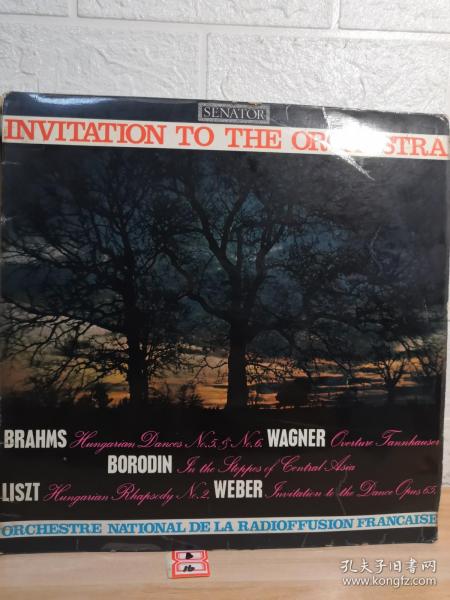 SENATOR
INVITATION TO THE ORCHESTRA
BRAHMS Hungarian Dances No.5. & No.6. WAGNER Overture Tannhauser
BORODIN In the Steppes of Central Asia
LISZT Hungarian Rhapsody No.2. WEBER Invitation to the Dance Opus 65.
ORCHESTRE NATIONAL DE LA RADIOFFUSION FRANCAISE
16
孔夫子旧书网
www.kongfz.com